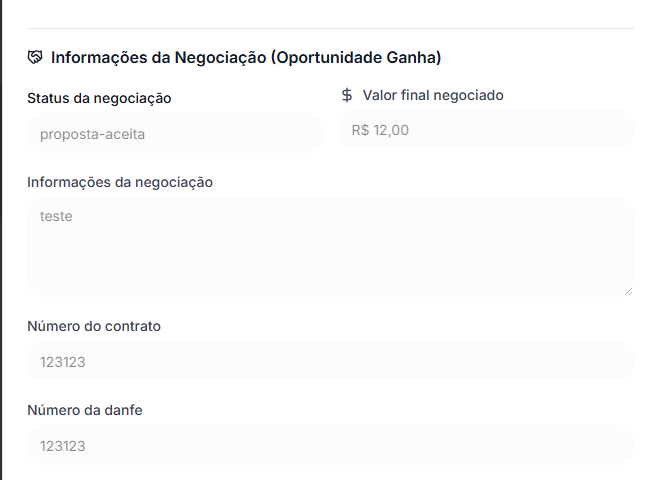 Informações da Negociação (Oportunidade Ganha)
Status da negociação
proposta-aceita
$ Valor final negociado
R$ 12,00
Informações da negociação
teste
Número do contrato
123123
Número da danfe
123123